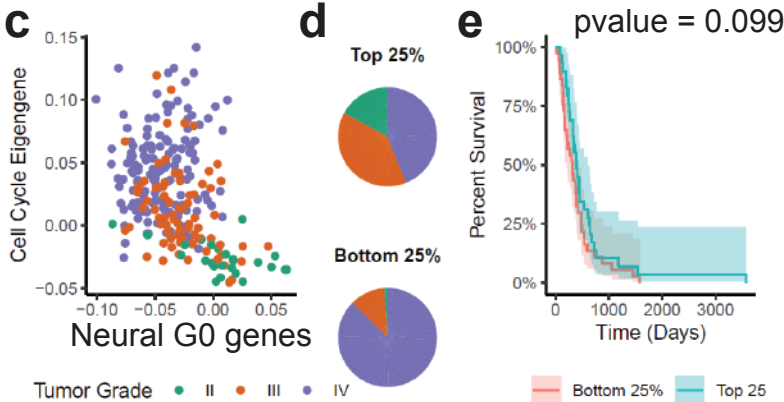 c
Cell Cycle Eigengene
0.15
0.10
0.05
0.00
−0.05
−0.10 −0.05 0.00 0.05
Neural G0 genes
Tumor Grade II III IV
d
Top 25%
Bottom 25%
e
pvalue = 0.099
Percent Survival
100%
75%
50%
25%
0%
0 1000 2000 3000
Time (Days)
Bottom 25% Top 25